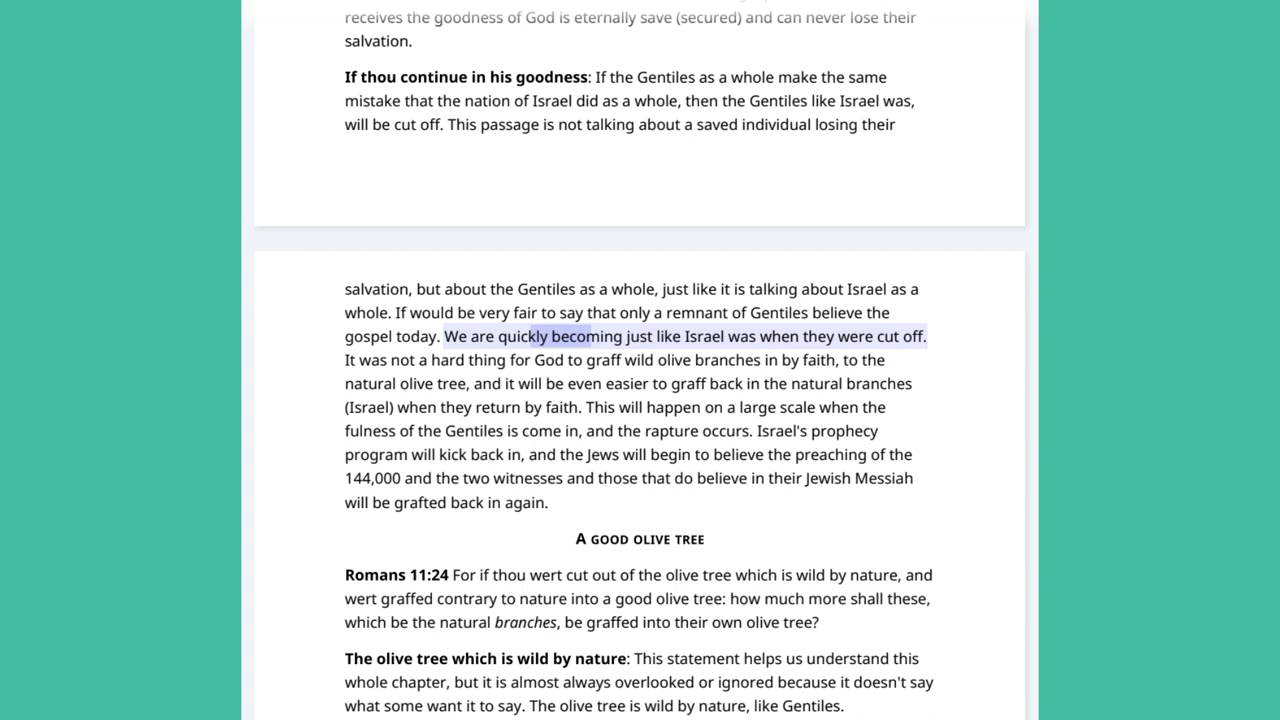 receives the goodness of God is eternally save (secured) and can never lose their
salvation.
If thou continue in his goodness: If the Gentiles as a whole make the same
mistake that the nation of Israel did as a whole, then the Gentiles like Israel was,
will be cut off. This passage is not talking about a saved individual losing their
salvation, but about the Gentiles as a whole, just like it is talking about Israel as a
whole. If would be very fair to say that only a remnant of Gentiles believe the
gospel today. We are quickly becoming just like Israel was when they were cut off.
It was not a hard thing for God to graff wild olive branches in by faith, to the
natural olive tree, and it will be even easier to graff back in the natural branches
(Israel) when they return by faith. This will happen on a large scale when the
fulness of the Gentiles is come in, and the rapture occurs. Israel's prophecy
program will kick back in, and the Jews will begin to believe the preaching of the
144,000 and the two witnesses and those that do believe in their Jewish Messiah
will be grafted back in again.
A GOOD OLIVE TREE
Romans 11:24 For if thou wert cut out of the olive tree which is wild by nature, and
wert graffed contrary to nature into a good olive tree: how much more shall these,
which be the natural branches, be graffed into their own olive tree?
The olive tree which is wild by nature: This statement helps us understand this
whole chapter, but it is almost always overlooked or ignored because it doesn't say
what some want it to say. The olive tree is wild by nature, like Gentiles.